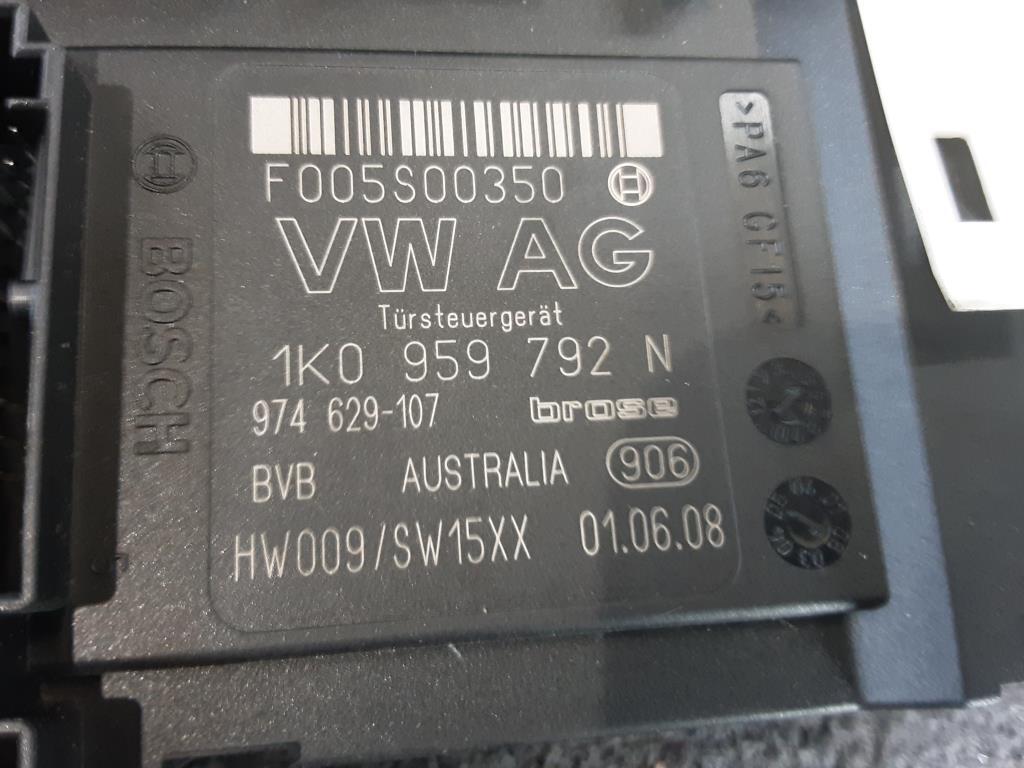 F005S00350
VW AG
Türsteuergerät
1K0 959 792 N
974 629-107 brose
BVB AUSTRALIA 906
HW009/SW15XX 01.06.08
BOSCH
>PA6 GF15<